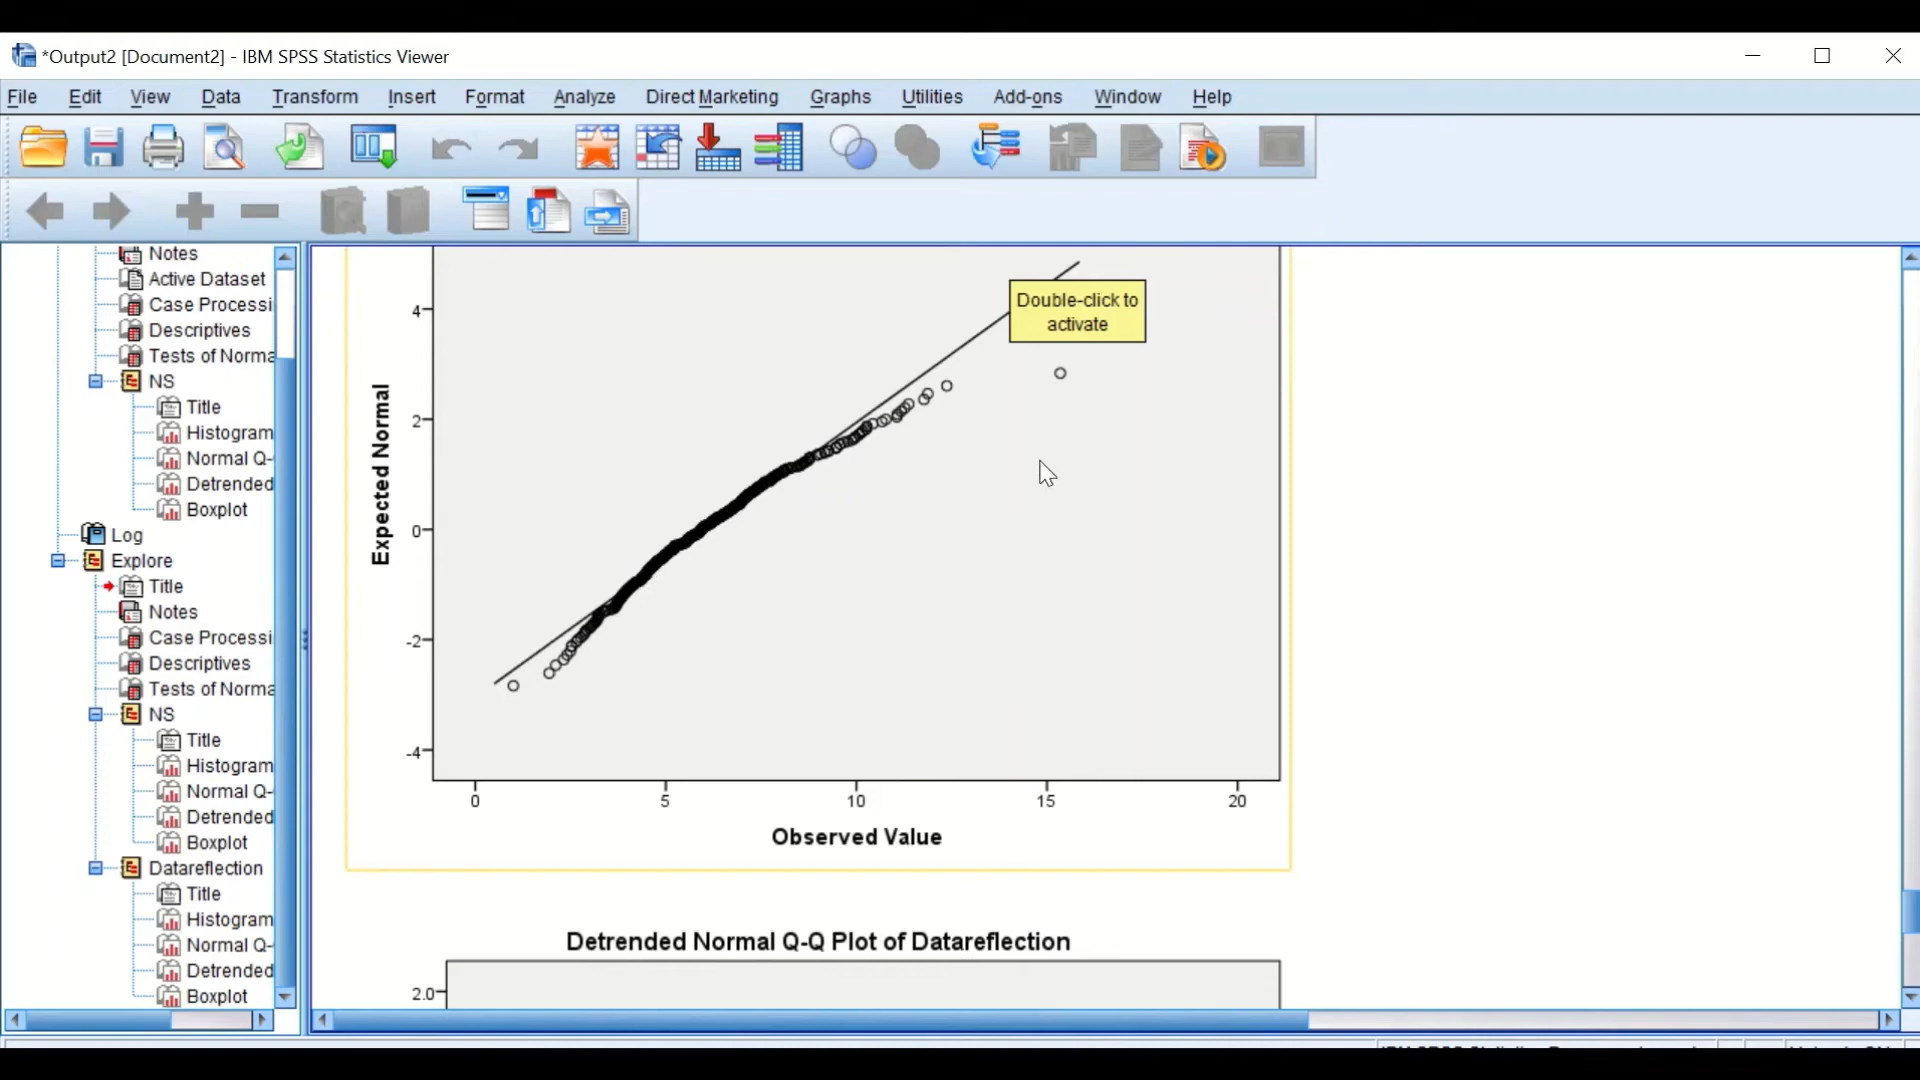 *Output2 [Document2] - IBM SPSS Statistics Viewer
File Edit View Data Transform Insert Format Analyze Direct Marketing Graphs Utilities Add-ons Window Help
Notes
Active Dataset
Case Processi
Descriptives
Tests of Norma
NS
Title
Histogram
Normal Q-
Detrended
Boxplot
Log
Explore
Title
Notes
Case Processi
Descriptives
Tests of Norma
NS
Title
Histogram
Normal Q-
Detrended
Boxplot
Datareflection
Title
Histogram
Normal Q-
Detrended
Boxplot
Double-click to
activate
Expected Normal
4
2
0
-2
-4
0 5 10 15 20
Observed Value
Detrended Normal Q-Q Plot of Datareflection
2.0